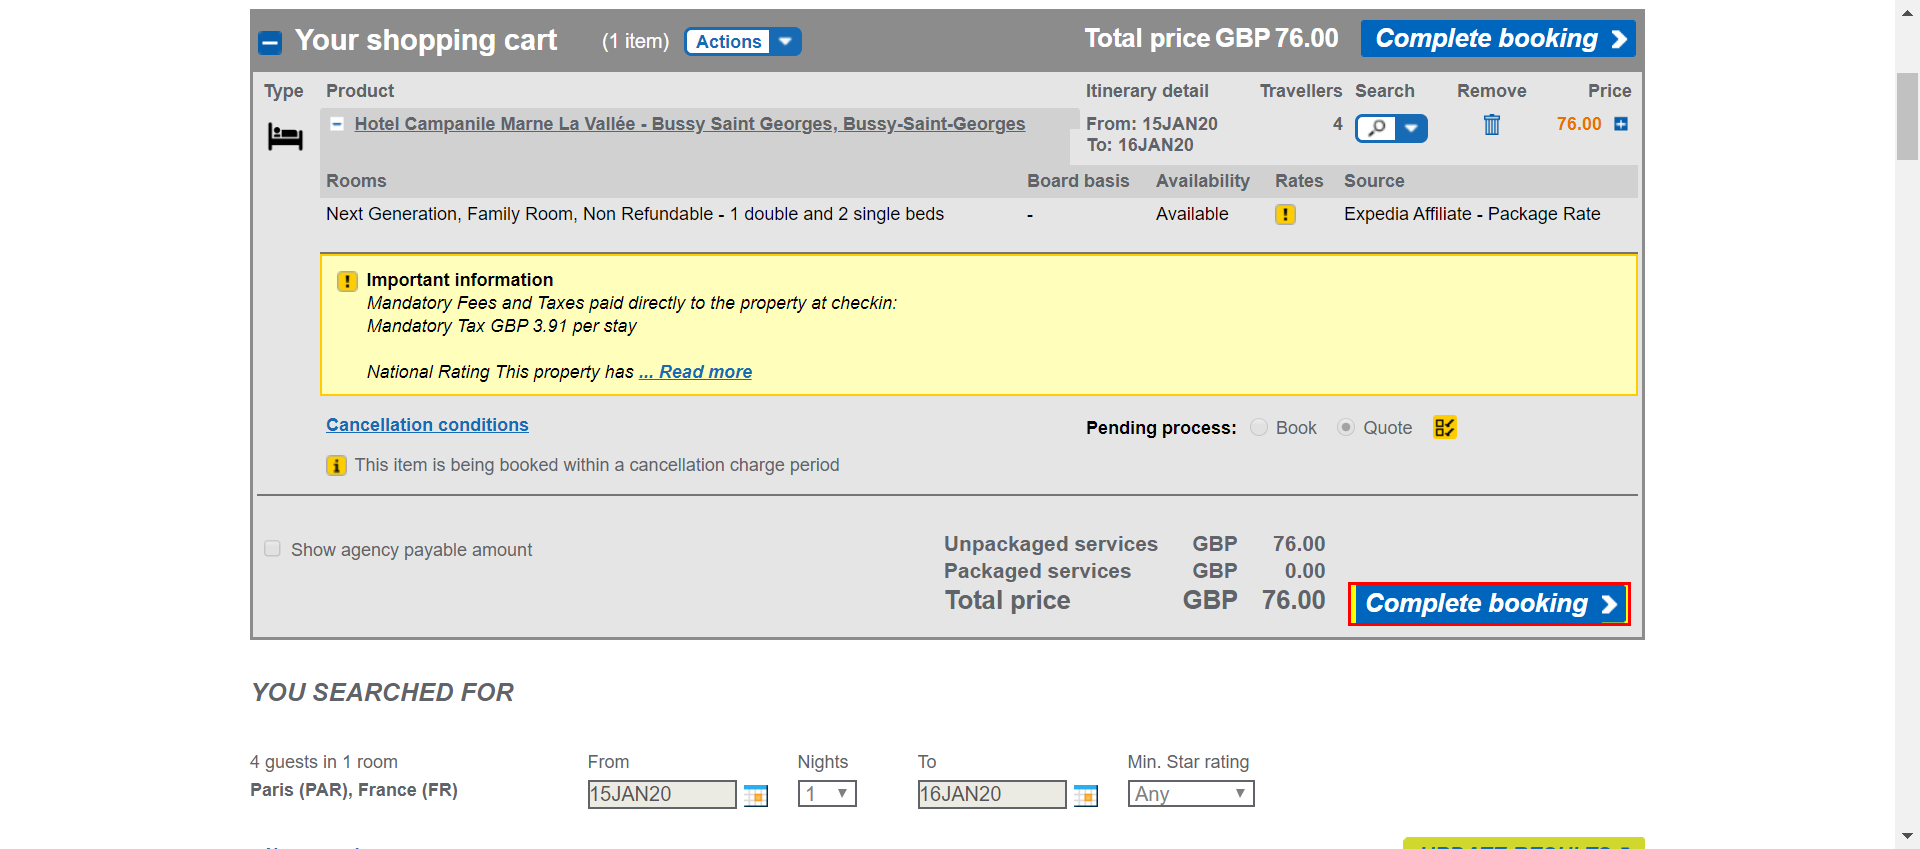 Your shopping cart (1 item) Actions Total price GBP 76.00 Complete booking
Type Product Itinerary detail Travellers Search Remove Price
Hotel Campanile Marne La Vallée - Bussy Saint Georges, Bussy-Saint-Georges From: 15JAN20 4 76.00
To: 16JAN20
Rooms Board basis Availability Rates Source
Next Generation, Family Room, Non Refundable - 1 double and 2 single beds - Available Expedia Affiliate - Package Rate
Important information
Mandatory Fees and Taxes paid directly to the property at checkin:
Mandatory Tax GBP 3.91 per stay
National Rating This property has ... Read more
Cancellation conditions Pending process: Book Quote
This item is being booked within a cancellation charge period
Unpackaged services GBP 76.00
Show agency payable amount
Packaged services GBP 0.00
Total price GBP 76.00 Complete booking
YOU SEARCHED FOR
4 guests in 1 room From Nights To Min. Star rating
Paris (PAR), France (FR) 15JAN20 1 16JAN20 Any
UPDATE RESULTS